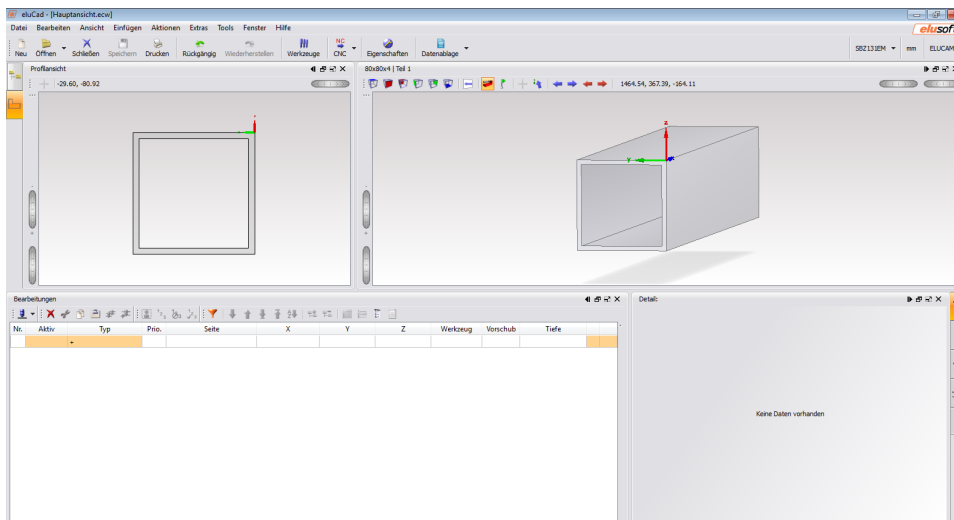 eluCad - [Hauptansicht.ecw]
Datei Bearbeiten Ansicht Einfügen Aktionen Extras Tools Fenster Hilfe
elusoft
Neu Öffnen Schließen Speichern Drucken Rückgängig Wiederherstellen Werkzeuge CNC Eigenschaften Datenablage
NC
SBZ131EM mm ELUCAM
Profilansicht
80x80x4 | Teil 1
-29.60, -80.92
1464.54, 367.39, -164.11
Z
Y
Bearbeitungen
Detail:
Nr. Aktiv Typ Prio. Seite X Y Z Werkzeug Vorschub Tiefe
+
Keine Daten vorhanden